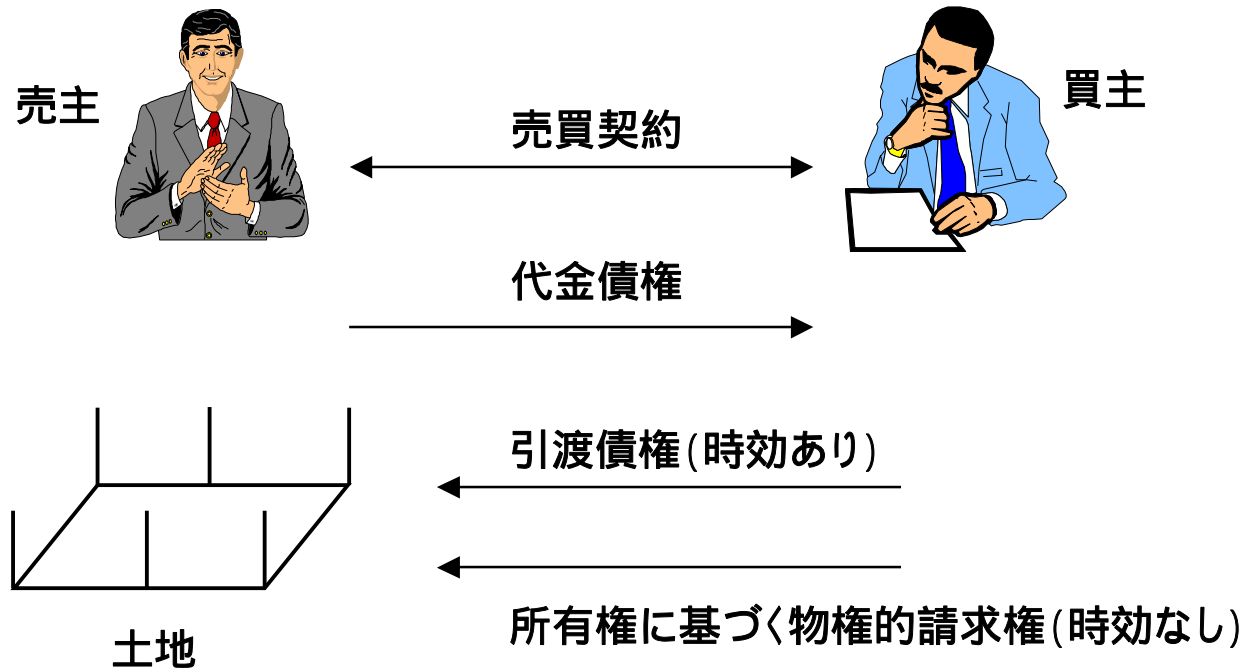 売主
買主
売買契約
代金債権
引渡債権(時効あり)
所有権に基づく物権的請求権(時効なし)
土地